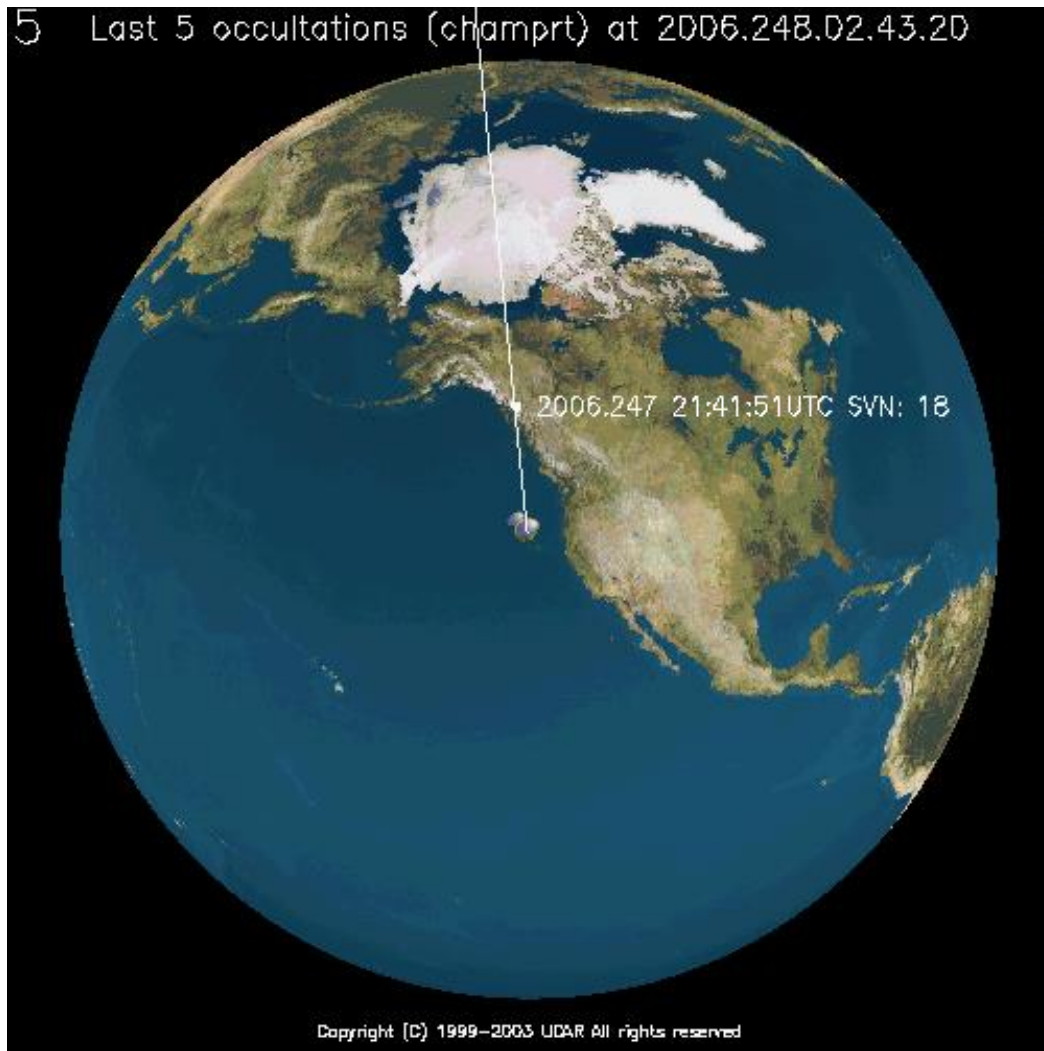 5 Last 5 occultations (champrt) at 2006.248.02.43.20
2006.247 21:41:51UTC SVN: 18
Copyright (C) 1999-2003 UCAR All rights reserved